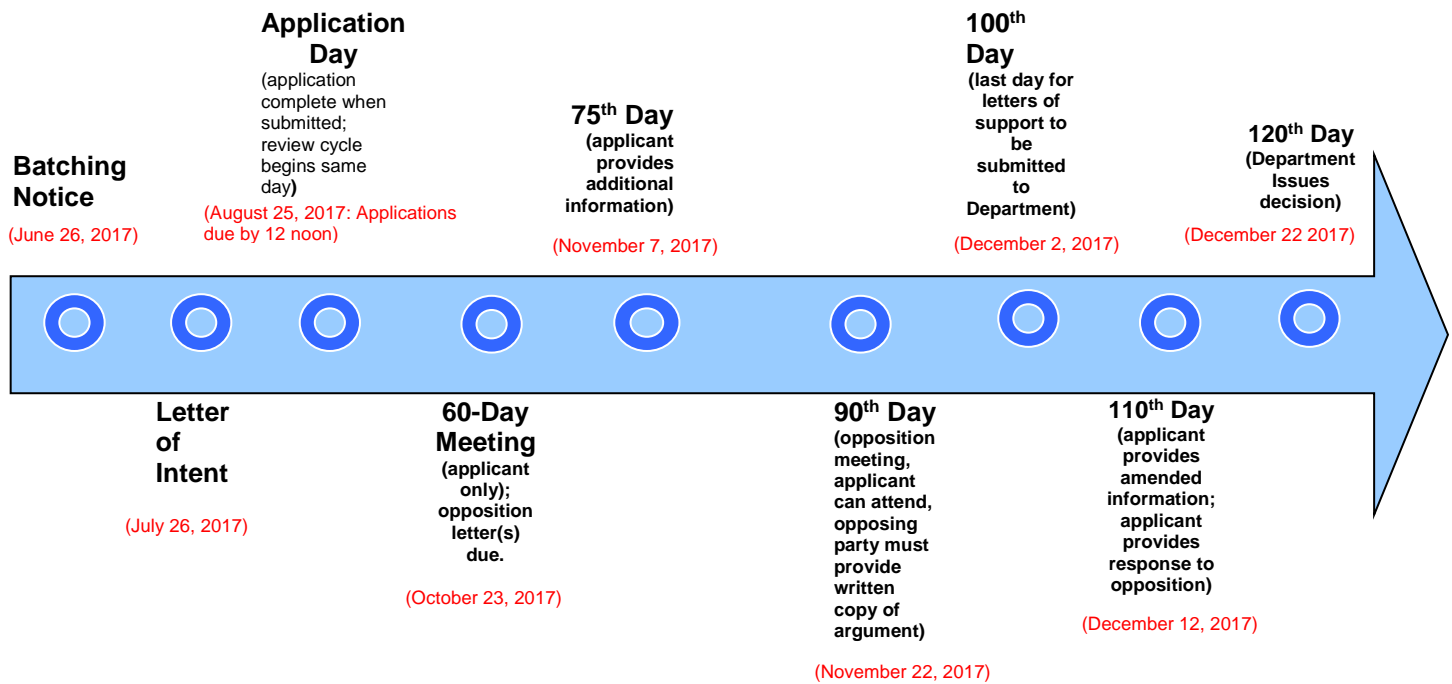 Batching
Notice
(June 26, 2017)
Letter
of
Intent
(July 26, 2017)
Application
Day
(application
complete when
submitted;
review cycle
begins same
day)
(August 25, 2017: Applications
due by 12 noon)
60-Day
Meeting
(applicant
only);
opposition
letter(s)
due.
(October 23, 2017)
75th Day
(applicant
provides
additional
information)
(November 7, 2017)
90th Day
(opposition
meeting,
applicant
can attend,
opposing
party must
provide
written
copy of
argument)
(November 22, 2017)
100th
Day
(last day for
letters of
support to
be
submitted
to
Department)
(December 2, 2017)
110th Day
(applicant
provides
amended
information;
applicant
provides
response to
opposition)
(December 12, 2017)
120th Day
(Department
Issues
decision)
(December 22 2017)